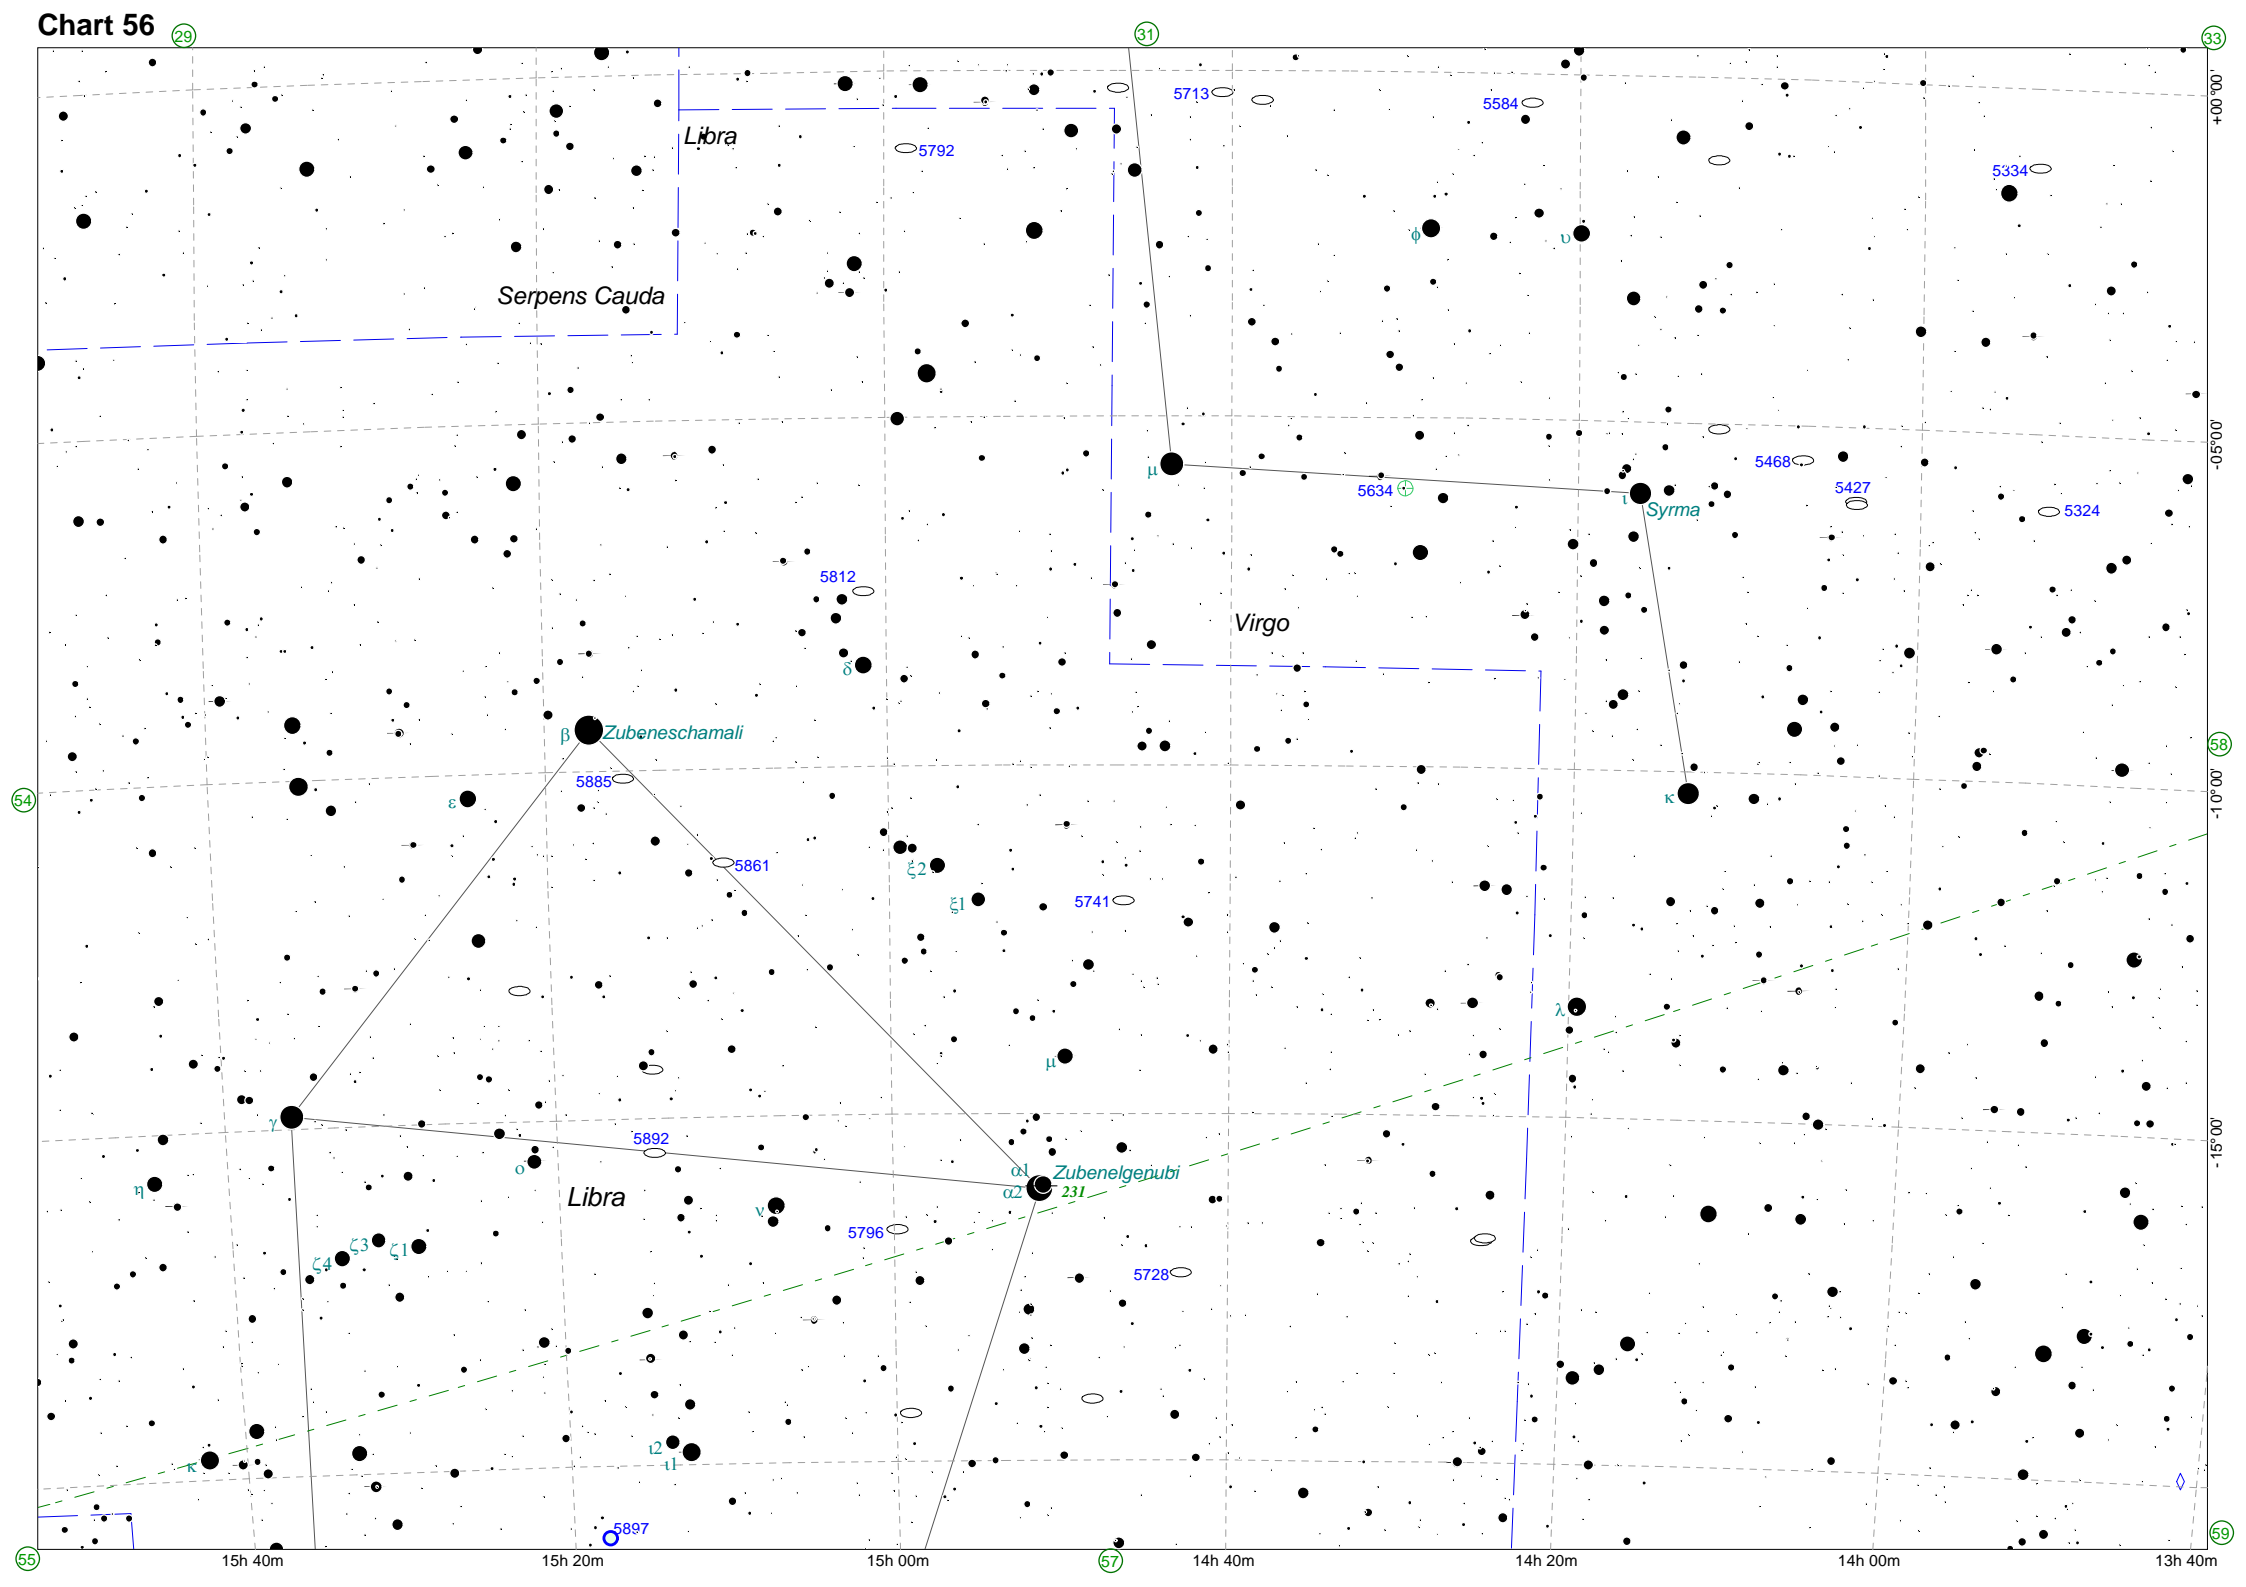 Chart 56
29
31
33
+00°00'
5713
5584
Libra
5792
5334
φ
υ
Serpens Cauda
-05°00'
μ
5634
5468
5427
ι
Syrma
5324
5812
Virgo
δ
β
Zubeneschamali
58
5885
54
ε
κ
-10°00'
5861
ξ2
ξ1
5741
λ
μ
γ
5892
-15°00'
ο
α1
Zubenelgenubi
η
α2
231
Libra
ν
5796
ζ3
ζ1
ζ4
5728
ι2
κ
ι1
5897
55
57
59
15h 40m
15h 20m
15h 00m
14h 40m
14h 20m
14h 00m
13h 40m